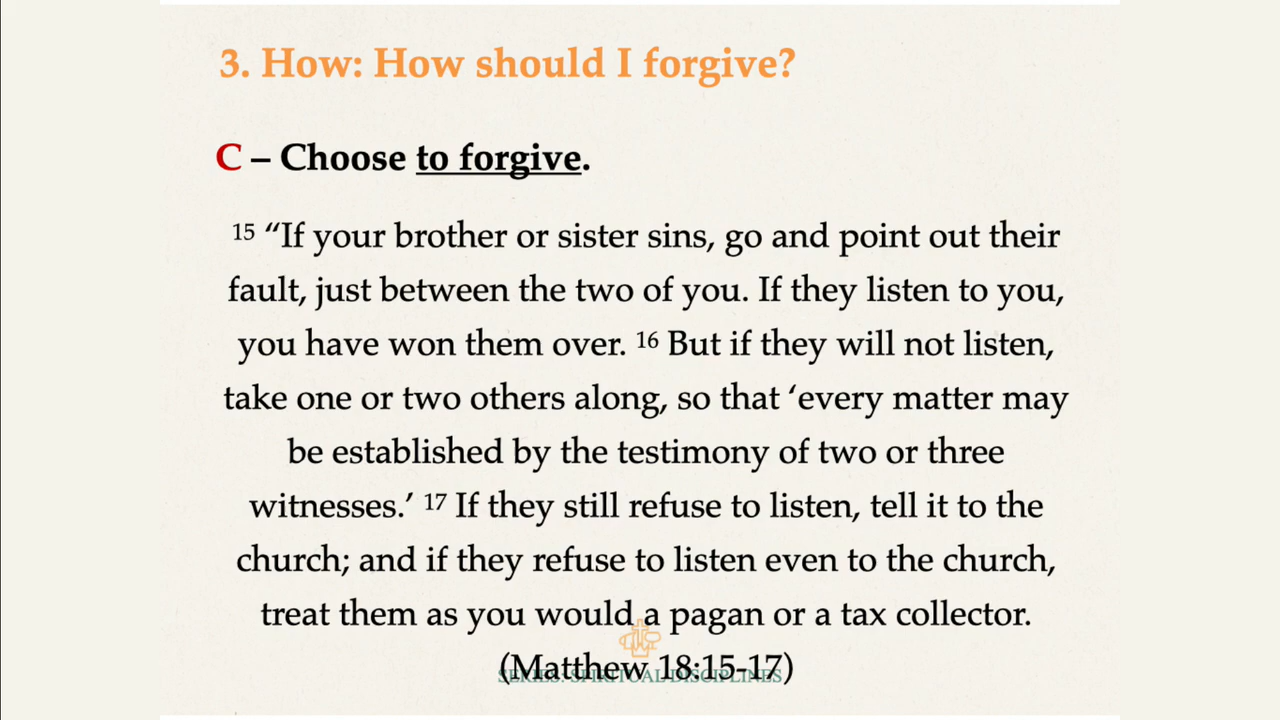 3. How: How should I forgive?
C – Choose to forgive.
15 “If your brother or sister sins, go and point out their
fault, just between the two of you. If they listen to you,
you have won them over. 16 But if they will not listen,
take one or two others along, so that ‘every matter may
be established by the testimony of two or three
witnesses.’ 17 If they still refuse to listen, tell it to the
church; and if they refuse to listen even to the church,
treat them as you would a pagan or a tax collector.
(Matthew 18:15-17)
SERIES: SPIRITUAL DISCIPLINES